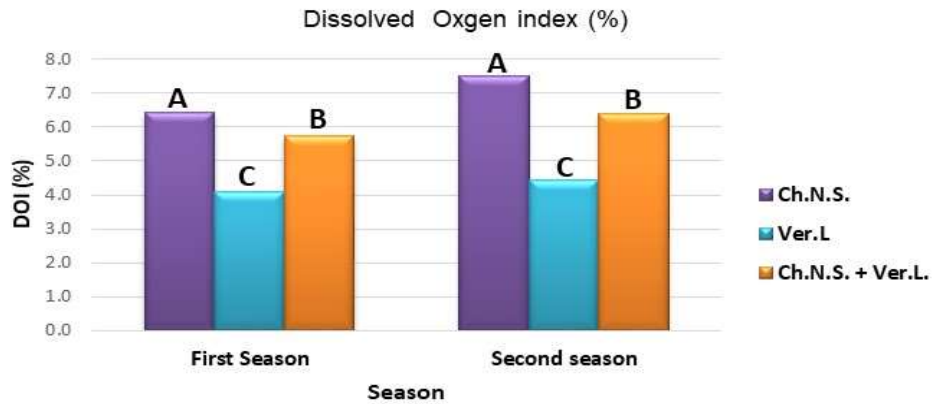 Dissolved Oxgen index (%)
8.0
7.0
6.0
5.0
4.0
3.0
2.0
1.0
0.0
DOI (%)
A
C
B
A
C
B
First Season
Second season
Season
Ch.N.S.
Ver.L
Ch.N.S. + Ver.L.